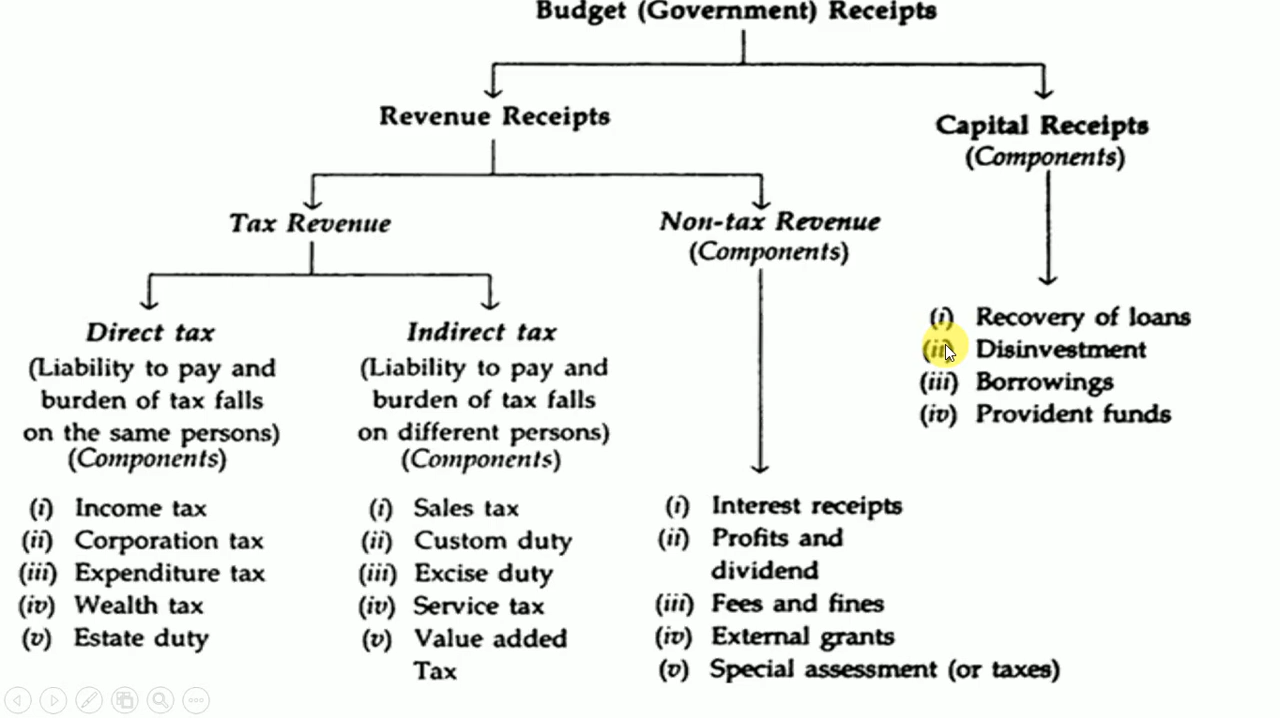 Budget (Government) Receipts
Revenue Receipts
Capital Receipts
(Components)
Tax Revenue
Non-tax Revenue
(Components)
Direct tax
(Liability to pay and
burden of tax falls
on the same persons)
(Components)
(i) Income tax
(ii) Corporation tax
(iii) Expenditure tax
(iv) Wealth tax
(v) Estate duty
Indirect tax
(Liability to pay and
burden of tax falls
on different persons)
(Components)
(i) Sales tax
(ii) Custom duty
(iii) Excise duty
(iv) Service tax
(v) Value added
Tax
(i) Interest receipts
(ii) Profits and
dividend
(iii) Fees and fines
(iv) External grants
(v) Special assessment (or taxes)
(i) Recovery of loans
(ii) Disinvestment
(iii) Borrowings
(iv) Provident funds